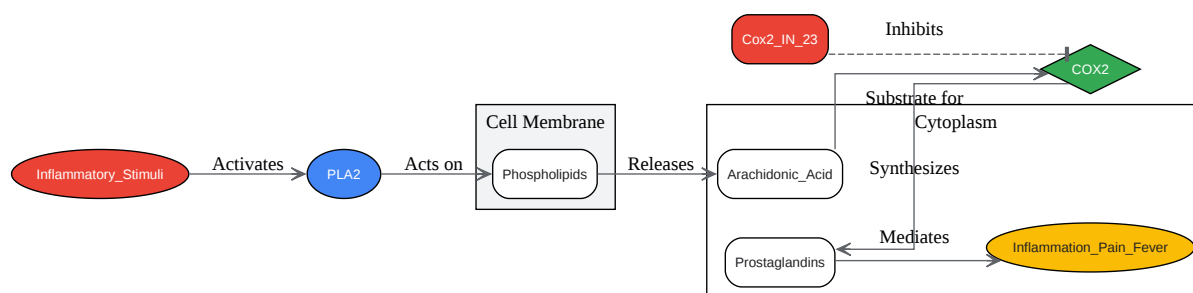 Cox2_IN_23
Inhibits
COX2
Substrate for
Cell Membrane
Cytoplasm
Inflammatory_Stimuli
Activates
PLA2
Acts on
Phospholipids
Releases
Arachidonic_Acid
Synthesizes
Prostaglandins
Mediates
Inflammation_Pain_Fever